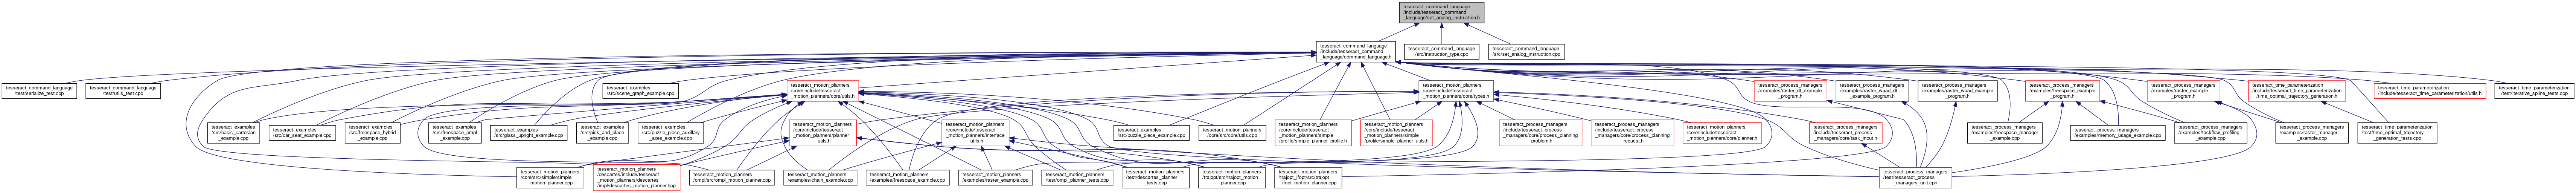 tesseract_command_language
/include/tesseract_command
_language/set_analog_instruction.h
tesseract_command_language
/include/tesseract_command
_language/command_language.h
tesseract_command_language
/src/instruction_type.cpp
tesseract_command_language
/src/set_analog_instruction.cpp
tesseract_command_language
/test/serialize_test.cpp
tesseract_command_language
/test/utils_test.cpp
tesseract_examples
/src/scene_graph_example.cpp
tesseract_motion_planners
/core/include/tesseract
_motion_planners/core/utils.h
tesseract_motion_planners
/core/include/tesseract
_motion_planners/core/types.h
tesseract_process_managers
/examples/raster_dt_example
_program.h
tesseract_process_managers
/examples/raster_waad_dt
_example_program.h
tesseract_process_managers
/examples/raster_waad_example
_program.h
tesseract_process_managers
/examples/freespace_example
_program.h
tesseract_process_managers
/examples/raster_example
_program.h
tesseract_time_parameterization
/include/tesseract_time_parameterization
/time_optimal_trajectory_generation.h
tesseract_time_parameterization
/include/tesseract_time_parameterization/utils.h
tesseract_time_parameterization
/test/iterative_spline_tests.cpp
tesseract_examples
/src/basic_cartesian
_example.cpp
tesseract_examples
/src/car_seat_example.cpp
tesseract_examples
/src/freespace_hybrid
_example.cpp
tesseract_examples
/src/freespace_ompl
_example.cpp
tesseract_examples
/src/glass_upright_example.cpp
tesseract_examples
/src/pick_and_place
_example.cpp
tesseract_examples
/src/puzzle_piece_auxillary
_axes_example.cpp
tesseract_motion_planners
/core/include/tesseract
_motion_planners/planner
_utils.h
tesseract_motion_planners
/core/include/tesseract
_motion_planners/interface
_utils.h
tesseract_examples
/src/puzzle_piece_example.cpp
tesseract_motion_planners
/core/src/core/utils.cpp
tesseract_motion_planners
/core/include/tesseract
_motion_planners/simple
/profile/simple_planner_profile.h
tesseract_motion_planners
/core/include/tesseract
_motion_planners/simple
/profile/simple_planner_utils.h
tesseract_process_managers
/include/tesseract_process
_managers/core/process_planning
_problem.h
tesseract_process_managers
/include/tesseract_process
_managers/core/process_planning
_request.h
tesseract_motion_planners
/core/include/tesseract
_motion_planners/core/planner.h
tesseract_process_managers
/include/tesseract_process
_managers/core/task_input.h
tesseract_process_managers
/examples/freespace_manager
_example.cpp
tesseract_process_managers
/examples/memory_usage_example.cpp
tesseract_process_managers
/examples/taskflow_profiling
_example.cpp
tesseract_process_managers
/examples/raster_manager
_example.cpp
tesseract_time_parameterization
/test/time_optimal_trajectory
_generation_tests.cpp
tesseract_motion_planners
/core/src/simple/simple
_motion_planner.cpp
tesseract_motion_planners
/descartes/include/tesseract
_motion_planners/descartes
/impl/descartes_motion_planner.hpp
tesseract_motion_planners
/ompl/src/ompl_motion_planner.cpp
tesseract_motion_planners
/examples/chain_example.cpp
tesseract_motion_planners
/examples/freespace_example.cpp
tesseract_motion_planners
/examples/raster_example.cpp
tesseract_motion_planners
/test/ompl_planner_tests.cpp
tesseract_motion_planners
/test/descartes_planner
_tests.cpp
tesseract_motion_planners
/trajopt/src/trajopt_motion
_planner.cpp
tesseract_motion_planners
/trajopt_ifopt/src/trajopt
_ifopt_motion_planner.cpp
tesseract_process_managers
/test/tesseract_process
_managers_unit.cpp